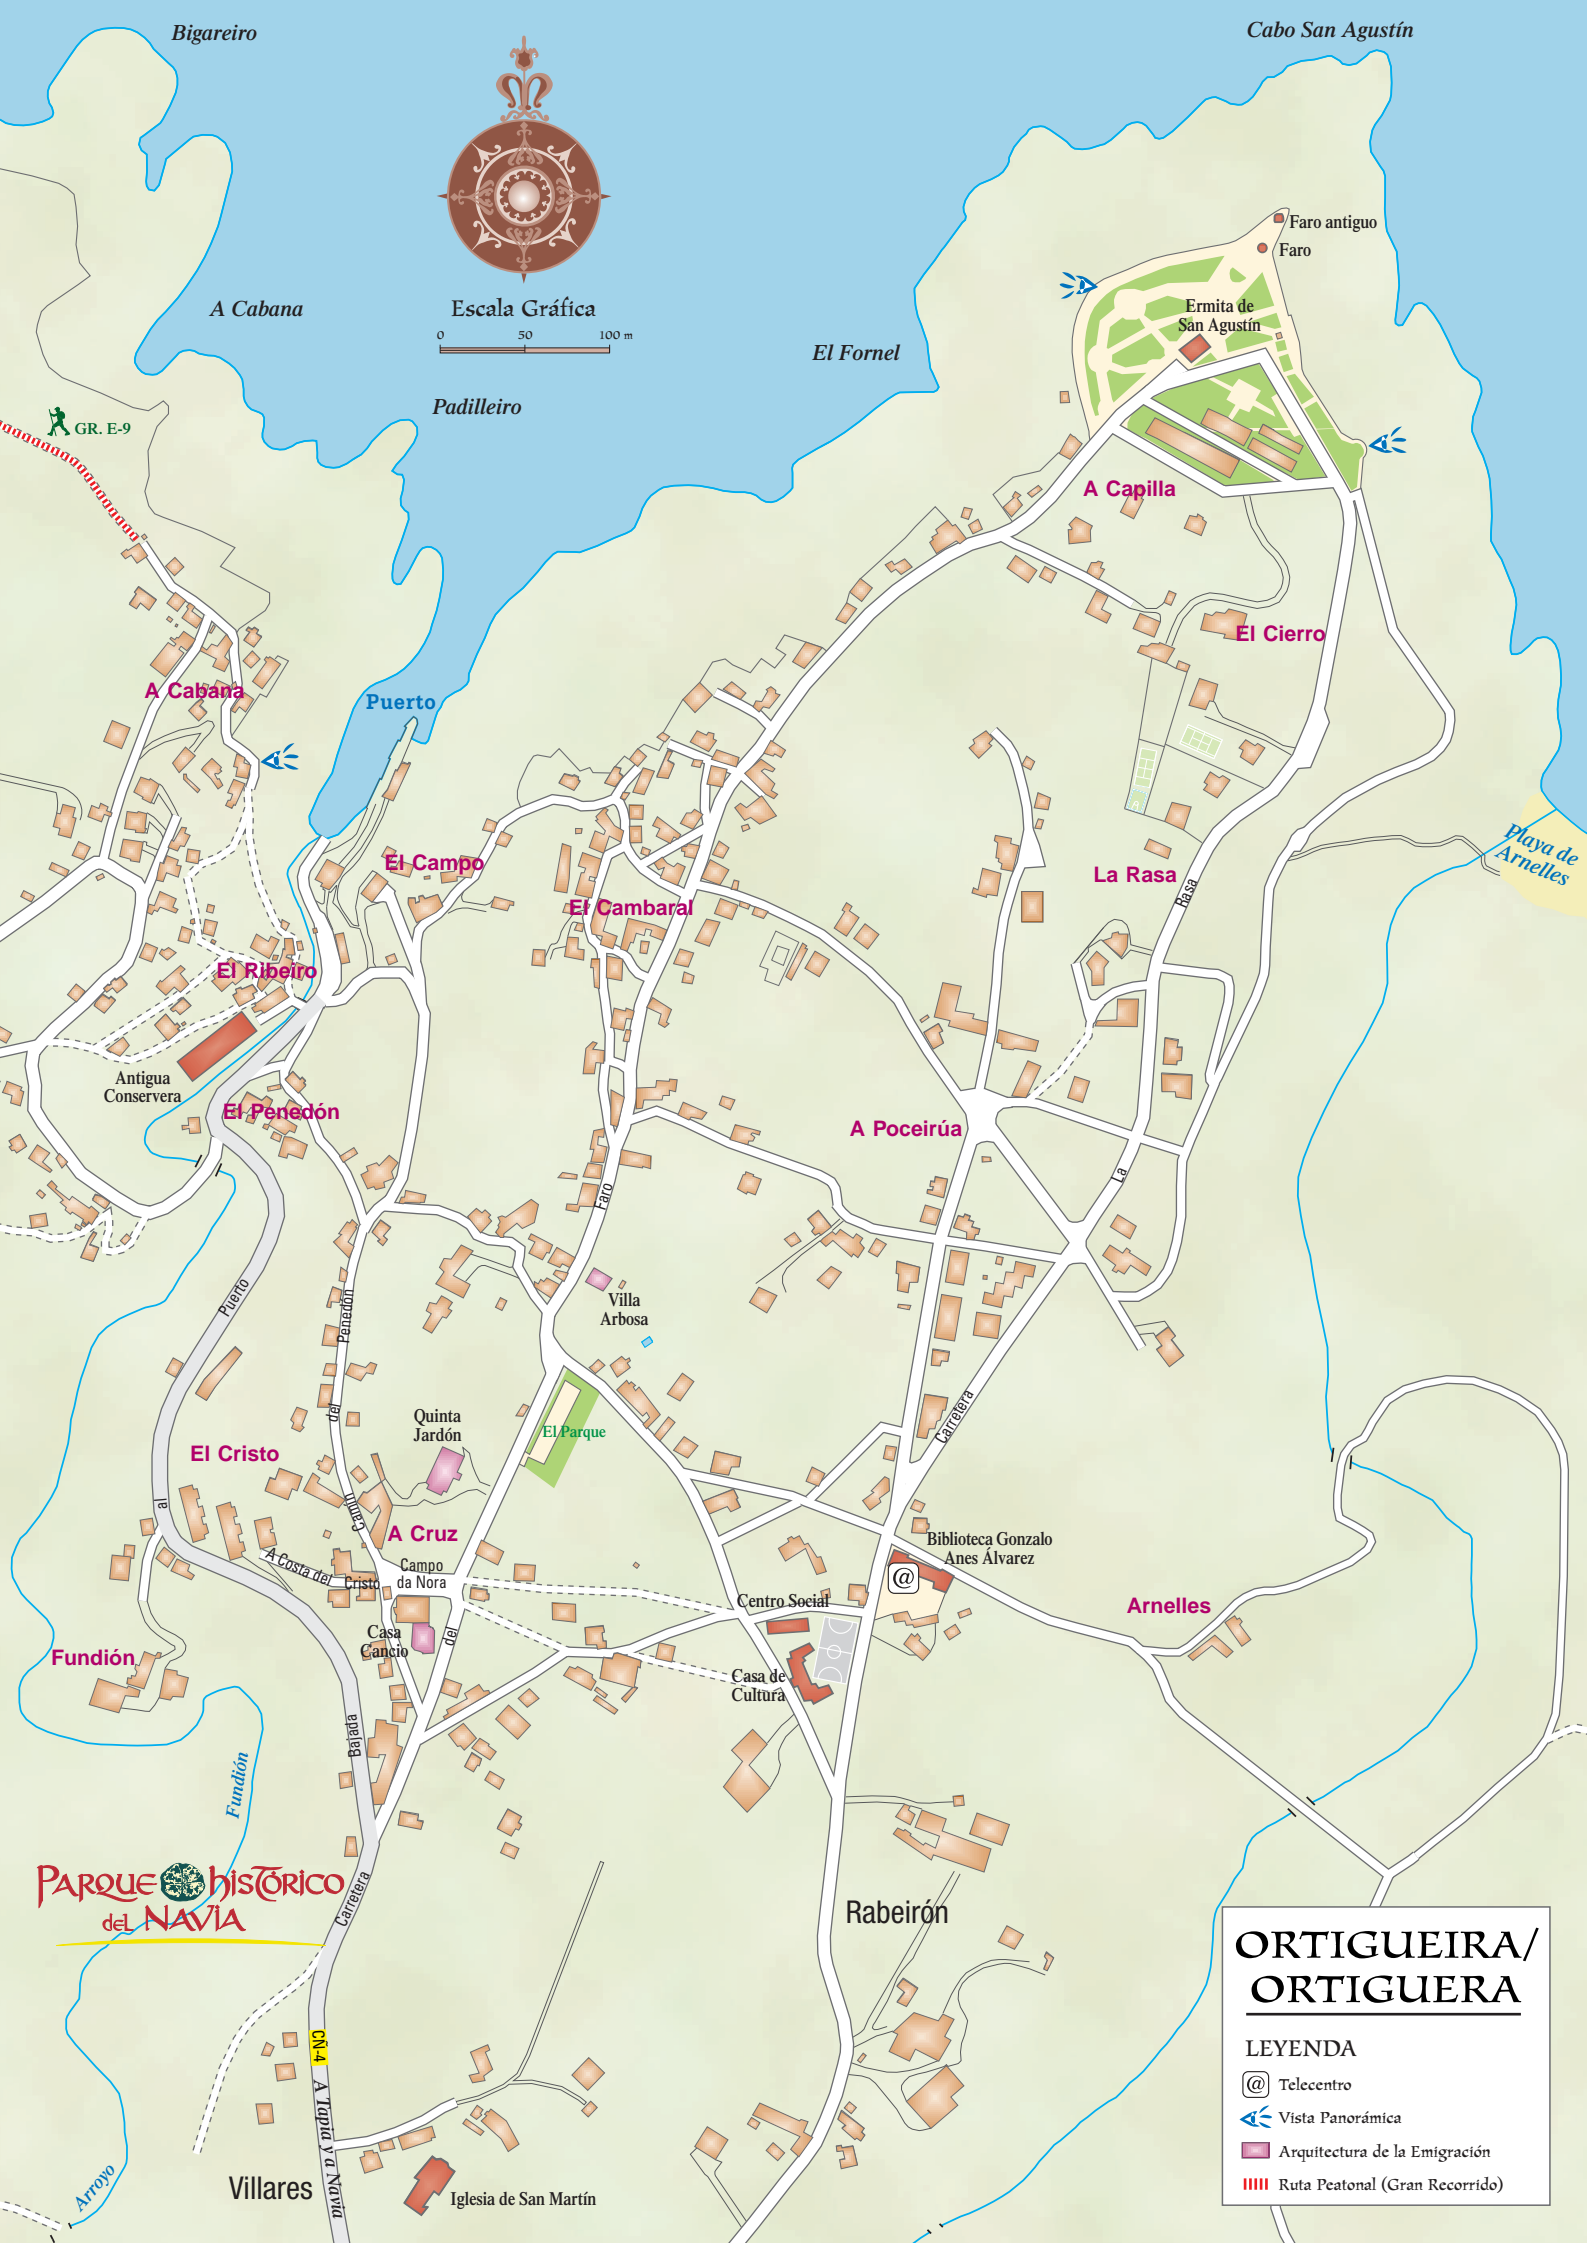 Bigareiro
Cabo San Agustín
Faro antiguo
Faro
Ermita de
San Agustín
A Cabana
Escala Gráfica
0 50 100 m
El Fornel
Padilleiro
GR. E-9
A Capilla
El Cierro
A Cabana
Puerto
Playa de
Arnelles
El Campo
La Rasa
Rasa
El Cambaral
El Ribeiro
Antigua
Conservera
El Penedón
A Poceirúa
La
Faro
Puerto
Villa
Arbosa
Penedón
del
Carretera
Quinta
Jardón
El Parque
El Cristo
al
Camín
A Cruz
Biblioteca Gonzalo
Anes Álvarez
@
A Costa del
Cristo
Campo
da Nora
Centro Social
Arnelles
Casa
Cancio
del
Fundión
Casa de
Cultura
Bajada
Fundión
Parque Histórico
del Navia
Carretera
Rabeirón
CÑ-4
A Tapia y a Navia
Arroyo
Villares
Iglesia de San Martín
ORTIGUEIRA/
ORTIGUERA
LEYENDA
@ Telecentro
Vista Panorámica
Arquitectura de la Emigración
Ruta Peatonal (Gran Recorrido)